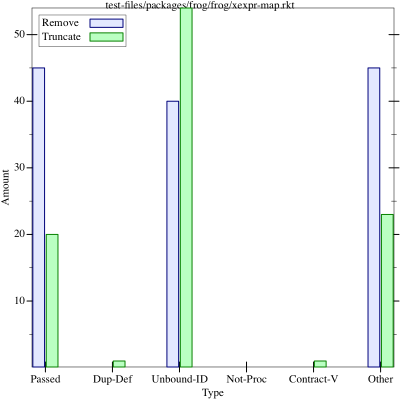 test-files/packages/frog/frog/xexpr-map.rkt
Remove
Truncate
50
40
30
20
10
Amount
Passed Dup-Def Unbound-ID Not-Proc Contract-V Other
Type